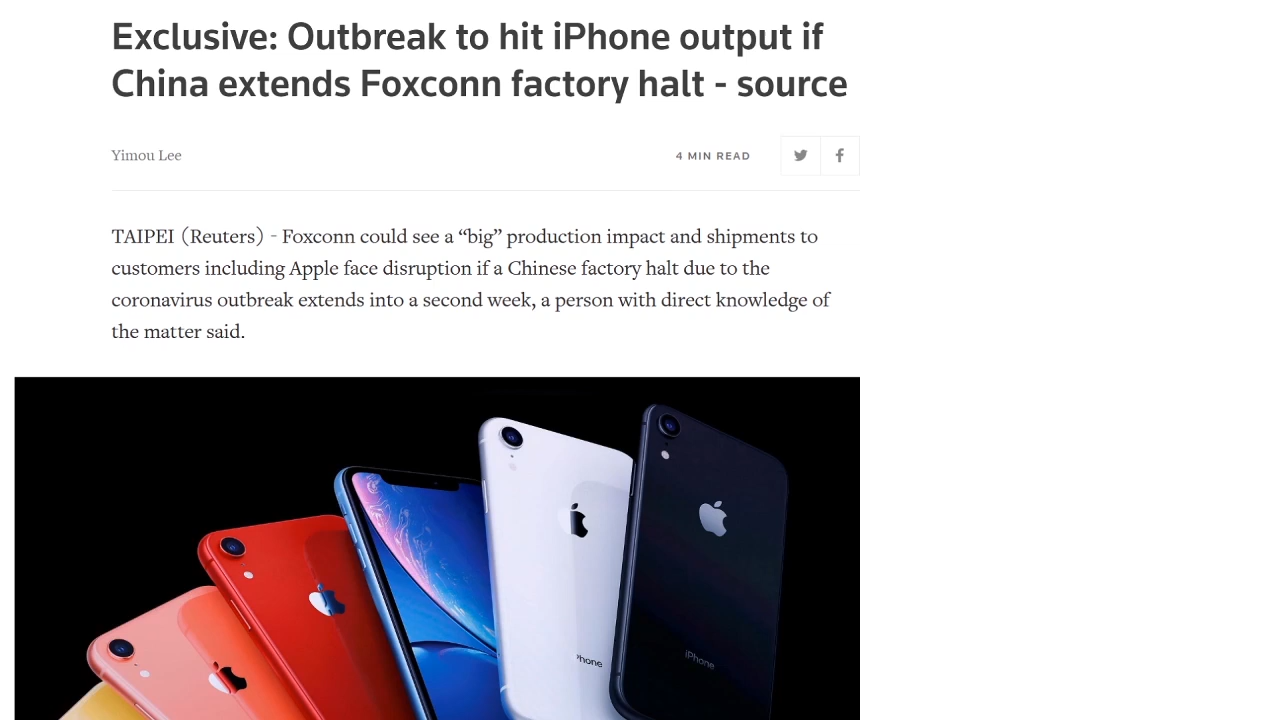 Exclusive: Outbreak to hit iPhone output if
China extends Foxconn factory halt - source
Yimou Lee
4 MIN READ
TAIPEI (Reuters) - Foxconn could see a “big” production impact and shipments to
customers including Apple face disruption if a Chinese factory halt due to the
coronavirus outbreak extends into a second week, a person with direct knowledge of
the matter said.
iPhone
iPhone